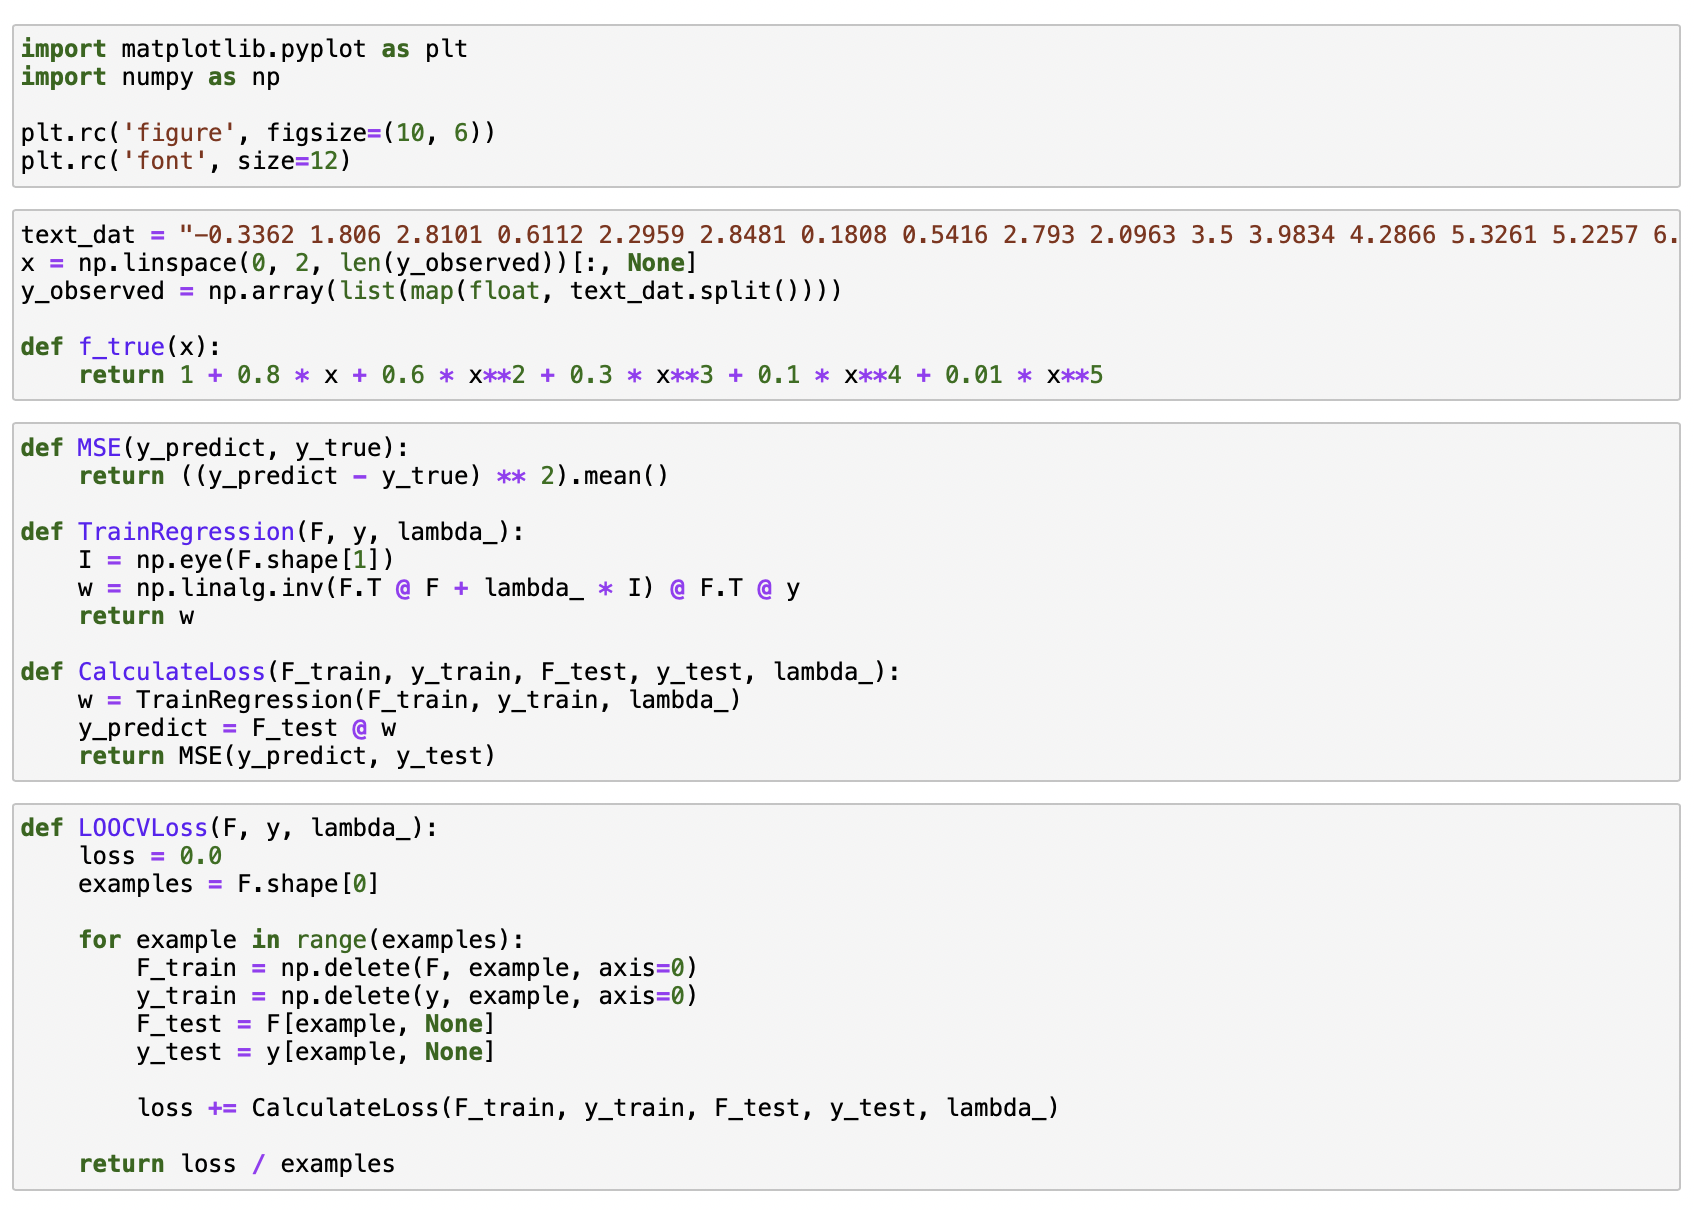 import matplotlib.pyplot as plt
import numpy as np
plt.rc('figure', figsize=(10, 6))
plt.rc('font', size=12)
text_dat = "-0.3362 1.806 2.8101 0.6112 2.2959 2.8481 0.1808 0.5416 2.793 2.0963 3.5 3.9834 4.2866 5.3261 5.2257 6.
x = np.linspace(0, 2, len(y_observed))[:, None]
y_observed = np.array(list(map(float, text_dat.split())))
def f_true(x):
    return 1 + 0.8 * x + 0.6 * x**2 + 0.3 * x**3 + 0.1 * x**4 + 0.01 * x**5
def MSE(y_predict, y_true):
    return ((y_predict - y_true) ** 2).mean()
def TrainRegression(F, y, lambda_):
    I = np.eye(F.shape[1])
    w = np.linalg.inv(F.T @ F + lambda_ * I) @ F.T @ y
    return w
def CalculateLoss(F_train, y_train, F_test, y_test, lambda_):
    w = TrainRegression(F_train, y_train, lambda_)
    y_predict = F_test @ w
    return MSE(y_predict, y_test)
def LOOCVLoss(F, y, lambda_):
    loss = 0.0
    examples = F.shape[0]
    for example in range(examples):
        F_train = np.delete(F, example, axis=0)
        y_train = np.delete(y, example, axis=0)
        F_test = F[example, None]
        y_test = y[example, None]
        loss += CalculateLoss(F_train, y_train, F_test, y_test, lambda_)
    return loss / examples